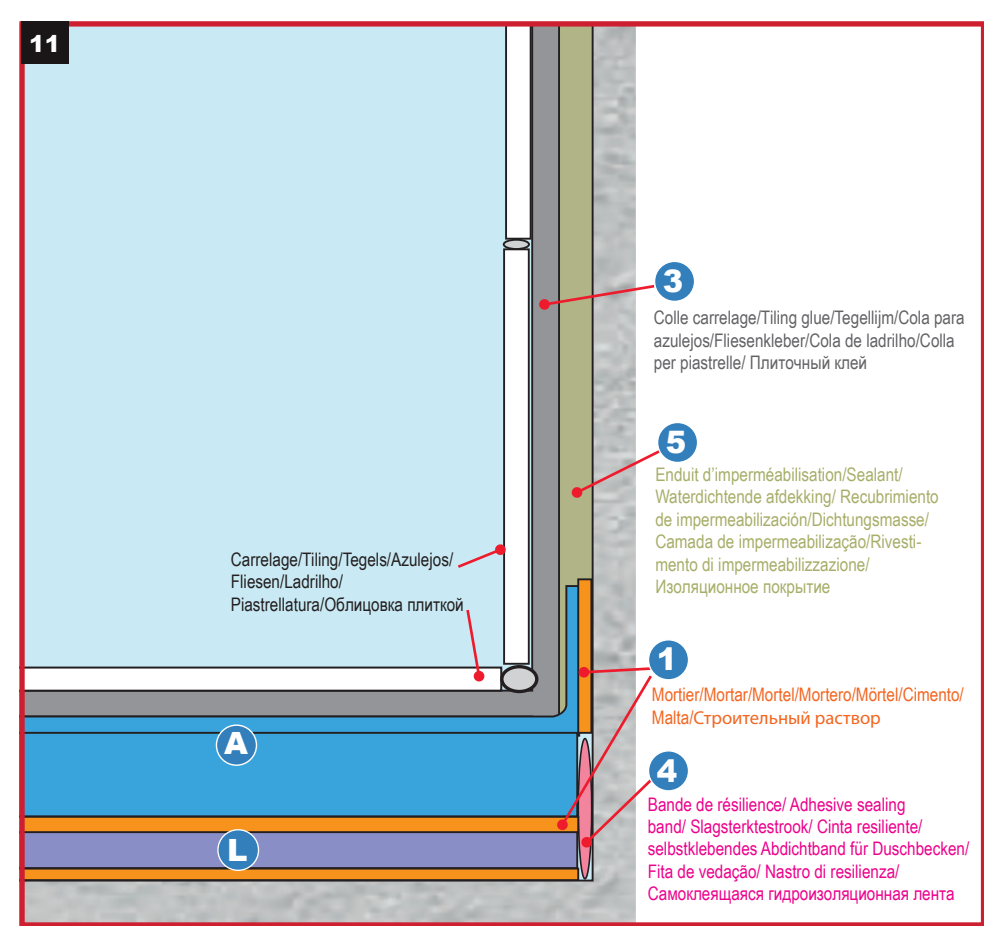 11
3
Colle carrelage/Tiling glue/Tegellijm/Cola para
azulejos/Fliesenkleber/Cola de ladrilho/Colla
per piastrelle/ Плиточный клей
5
Enduit d'imperméabilisation/Sealant/
Waterdichtende afdekking/ Recubrimiento
de impermeabilización/Dichtungsmasse/
Camada de impermeabilização/Rivesti-
mento di impermeabilizzazione/
Изоляционное покрытие
Carrelage/Tiling/Tegels/Azulejos/
Fliesen/Ladrilho/
Piastrellatura/Облицовка плиткой
1
Mortier/Mortar/Mortel/Mortero/Mörtel/Cimento/
Malta/Строительный раствор
A
4
Bande de résilience/ Adhesive sealing
band/ Slagsterktestrook/ Cinta resiliente/
selbstklebendes Abdichtband für Duschbecken/
Fita de vedação/ Nastro di resilienza/
Самоклеящаяся гидроизоляционная лента
L